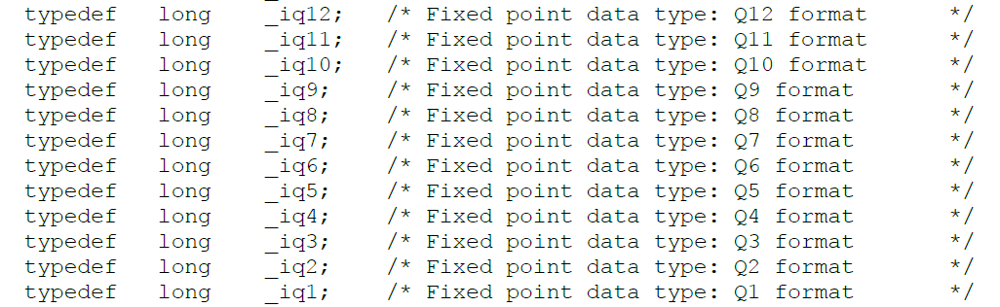 typedef long _iq12; /* Fixed point data type: Q12 format */
typedef long _iq11; /* Fixed point data type: Q11 format */
typedef long _iq10; /* Fixed point data type: Q10 format */
typedef long _iq9; /* Fixed point data type: Q9 format */
typedef long _iq8; /* Fixed point data type: Q8 format */
typedef long _iq7; /* Fixed point data type: Q7 format */
typedef long _iq6; /* Fixed point data type: Q6 format */
typedef long _iq5; /* Fixed point data type: Q5 format */
typedef long _iq4; /* Fixed point data type: Q4 format */
typedef long _iq3; /* Fixed point data type: Q3 format */
typedef long _iq2; /* Fixed point data type: Q2 format */
typedef long _iq1; /* Fixed point data type: Q1 format */